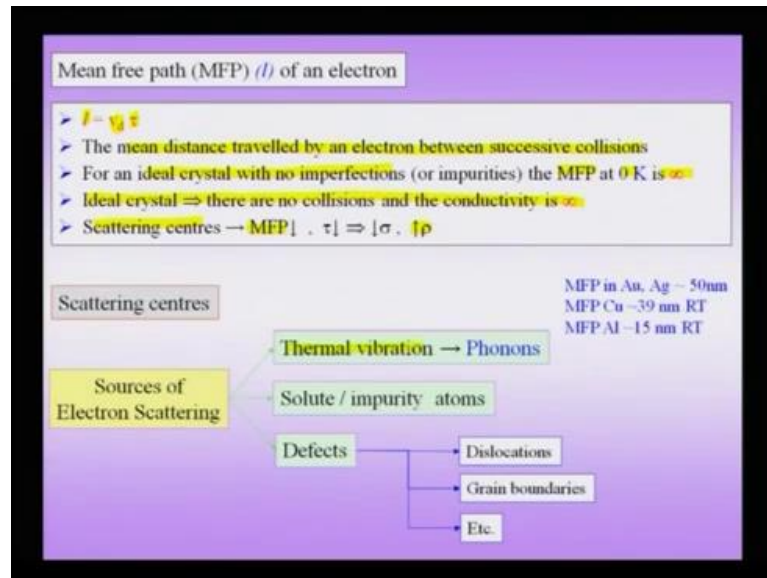 Mean free path (MFP) (l) of an electron
➢ l = v_d τ
➢ The mean distance travelled by an electron between successive collisions
➢ For an ideal crystal with no imperfections (or impurities) the MFP at 0 K is ∞
➢ Ideal crystal ⇒ there are no collisions and the conductivity is ∞
➢ Scattering centres → MFP↓ , τ↓ ⇒ ↓σ , ↑ρ
MFP in Au, Ag ~ 50nm
MFP Cu ~39 nm RT
MFP Al ~15 nm RT
Scattering centres
Sources of
Electron Scattering
Thermal vibration → Phonons
Solute / impurity atoms
Defects
Dislocations
Grain boundaries
Etc.